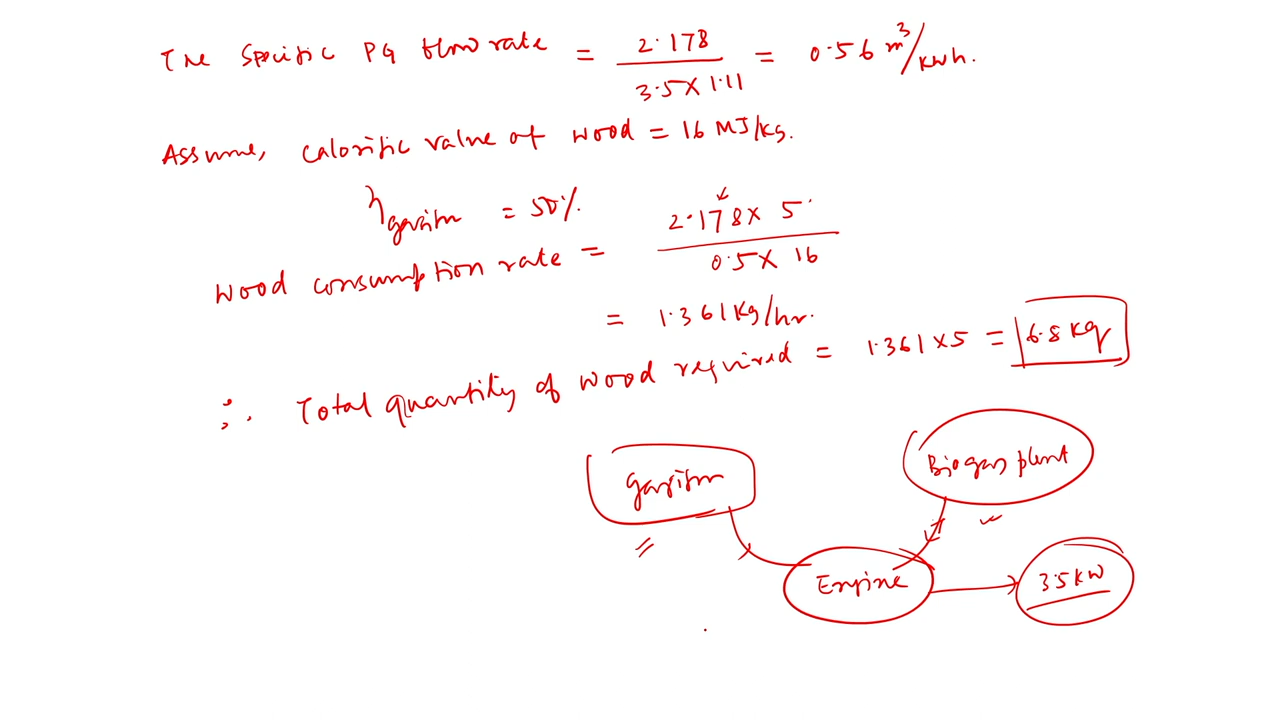 The Specific PG flow rate = 2.178 / 3.5 × 1.11 = 0.56 m³/kWh.
Assume, calorific value of wood = 16 MJ/kg.
η gasifier = 50%
Wood consumption rate = 2.178 × 5 / 0.5 × 16
= 1.361 kg/hr.
∴ Total quantity of wood required = 1.361 × 5 = 6.8 kg
Biogas plant
gasifier
Engine
3.5 kW